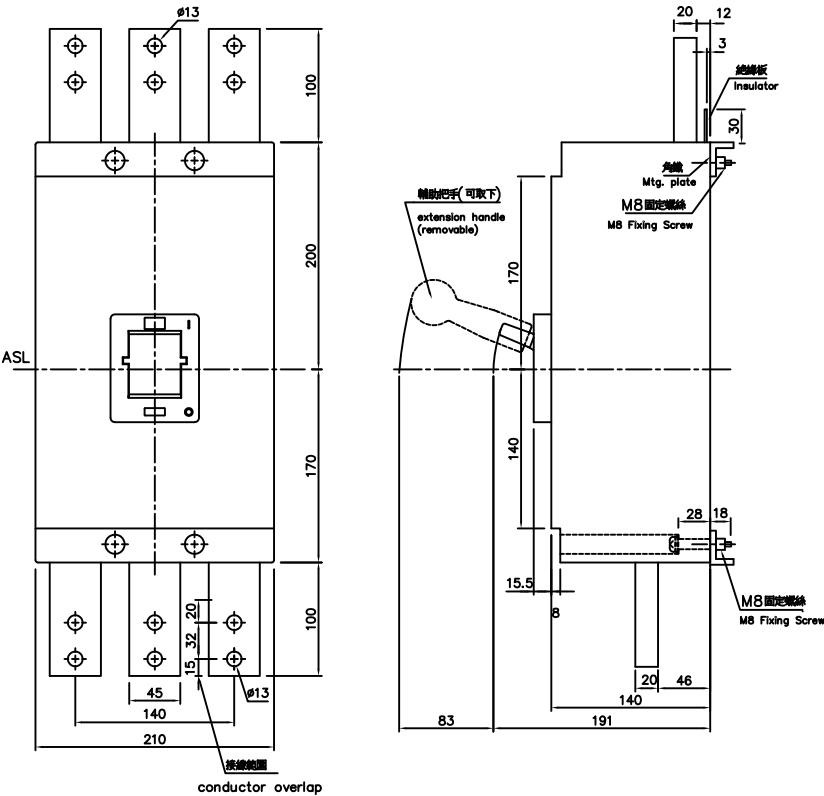 ø13
100
200
ASL
170
100
20
32
15
45
140
210
ø13
接線範圍
conductor overlap
20
12
3
絕緣板
Insulator
30
角鐵
Mtg. plate
M8固定螺絲
M8 Fixing Screw
輔助把手(可取下)
extension handle
(removable)
170
140
28
18
15.5
8
M8固定螺絲
M8 Fixing Screw
20
46
140
83
191